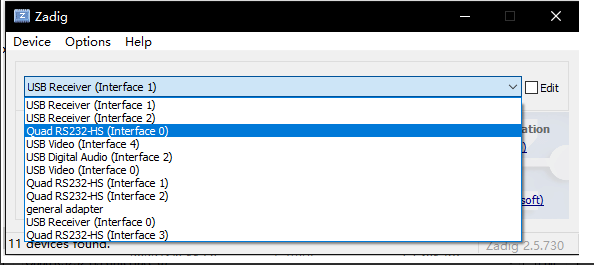 Zadig
Device Options Help
USB Receiver (Interface 1) Edit
USB Receiver (Interface 1)
USB Receiver (Interface 2)
Quad RS232-HS (Interface 0)
USB Video (Interface 4)
USB Digital Audio (Interface 2)
USB Video (Interface 0)
Quad RS232-HS (Interface 1)
Quad RS232-HS (Interface 2)
general adapter
USB Receiver (Interface 0)
Quad RS232-HS (Interface 3)
ation
)
soft)
11 devices found.
Zadig 2.5.730